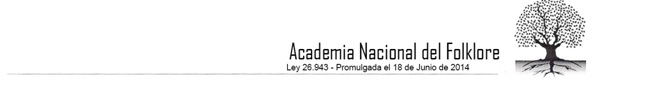 Academia Nacional del Folklore
Ley 26.943 - Promulgada el 18 de Junio de 2014